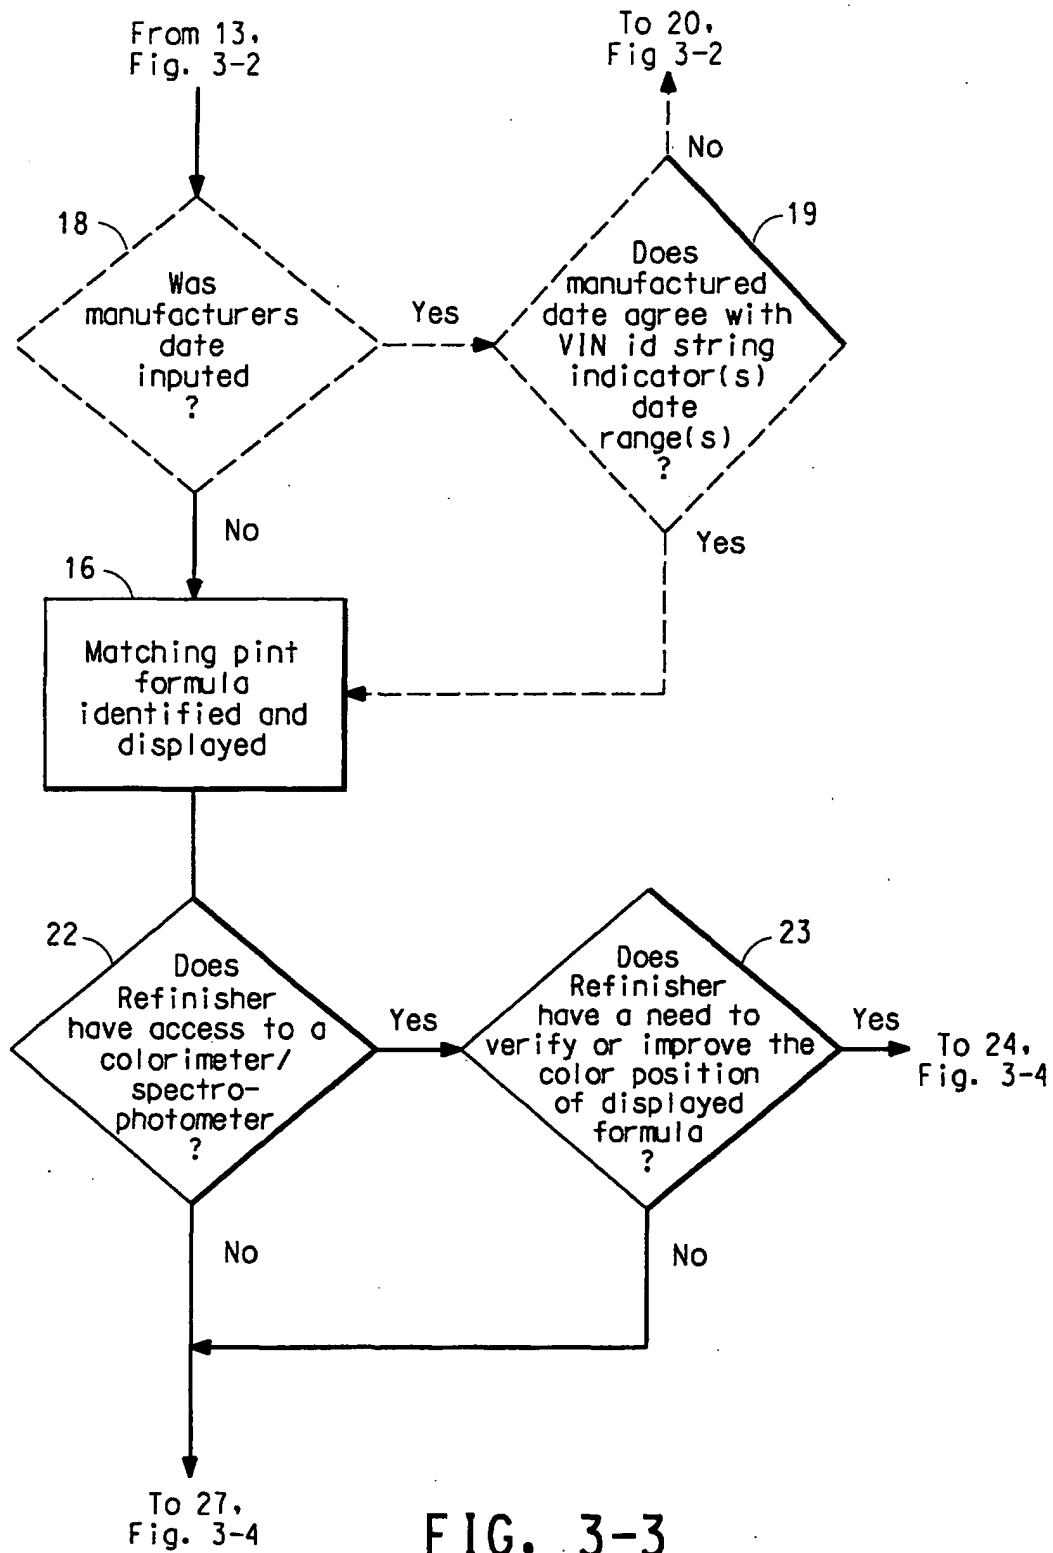 From 13,
Fig. 3-2
To 20,
Fig 3-2
No
18
19
Was
manufacturers
date
inputed
?
Yes
Does
manufactured
date agree with
VIN id string
indicator(s)
date
range(s)
?
No
Yes
16
Matching pint
formula
identified and
displayed
22
23
Does
Refinisher
have access to a
colorimeter/
spectro-
photometer
?
Yes
Does
Refinisher
have a need to
verify or improve the
color position
of displayed
formula
?
Yes
To 24,
Fig. 3-4
No
No
To 27,
Fig. 3-4
FIG. 3-3